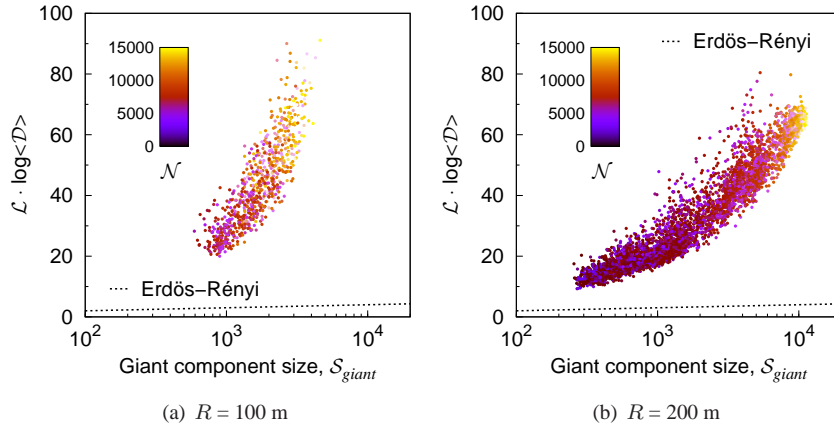 100
80
60
40
20
0
ℒ · log<𝒟>
15000
10000
5000
0
𝒩
Erdös−Rényi
10²
10³
10⁴
Giant component size, 𝒮giant
(a) R = 100 m
100
80
60
40
20
0
ℒ · log<𝒟>
Erdös−Rényi
15000
10000
5000
0
𝒩
10²
10³
10⁴
Giant component size, 𝒮giant
(b) R = 200 m